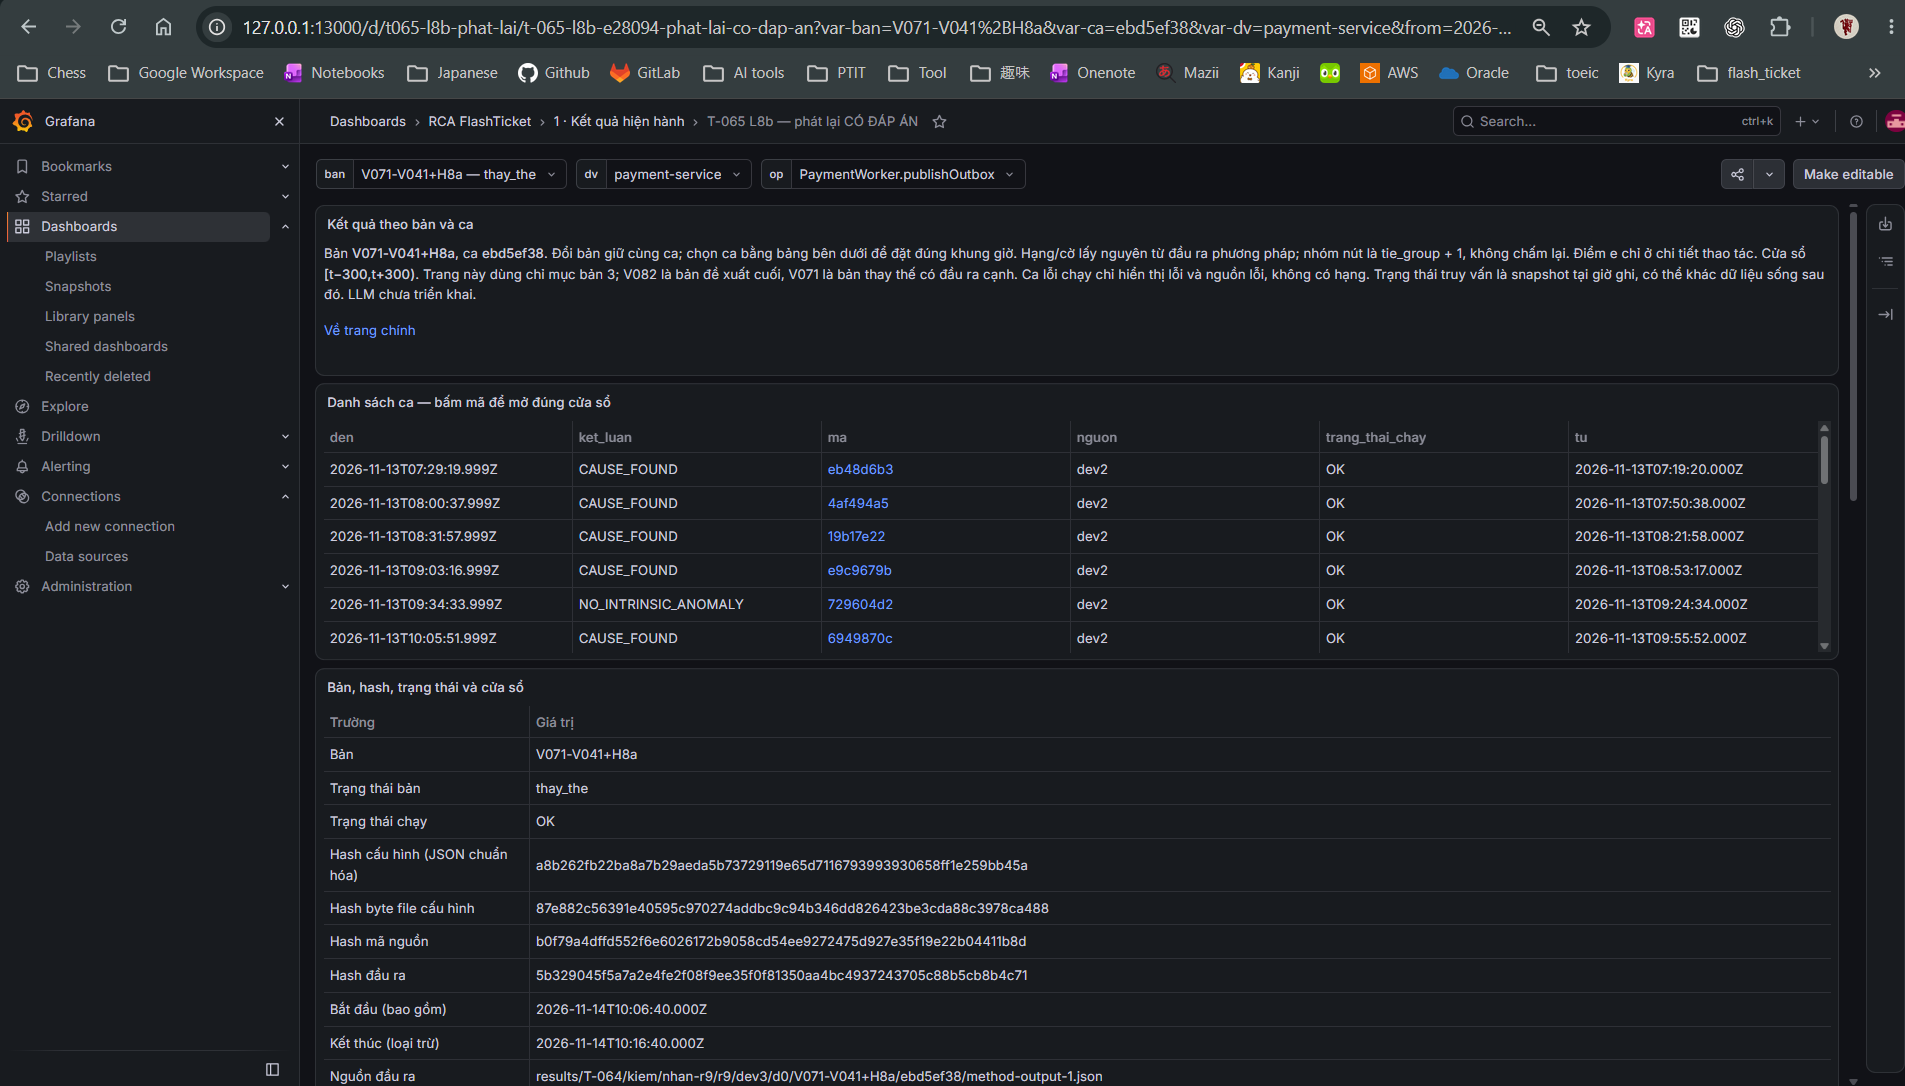 127.0.0.1:13000/d/t065-l8b-phat-lai/t-065-l8b-e28094-phat-lai-co-dap-an?var-ban=V071-V041%2BH8a&var-ca=ebd5ef38&var-dv=payment-service&from=2026-...
Chess Google Workspace Notebooks Japanese Github GitLab AI tools PTIT Tool 趣味 Onenote Mazii Kanji AWS Oracle toeic Kyra flash_ticket
Grafana
Dashboards › RCA FlashTicket › 1 · Kết quả hiện hành › T-065 L8b — phát lại CÓ ĐÁP ÁN
Search... ctrl+k
Bookmarks
Starred
Dashboards
Playlists
Snapshots
Library panels
Shared dashboards
Recently deleted
Explore
Drilldown
Alerting
Connections
Add new connection
Data sources
Administration
ban V071-V041+H8a — thay_the dv payment-service op PaymentWorker.publishOutbox
Make editable
Kết quả theo bản và ca
Bản V071-V041+H8a, ca ebd5ef38. Đổi bản giữ cùng ca; chọn ca bằng bảng bên dưới để đặt đúng khung giờ. Hạng/cờ lấy nguyên từ đầu ra phương pháp; nhóm nút là tie_group + 1, không chấm lại. Điểm e chỉ ở chi tiết thao tác. Cửa sổ
[t−300,t+300). Trang này dùng chỉ mục bản 3; V082 là bản đề xuất cuối, V071 là bản thay thế có đầu ra cạnh. Ca lỗi chạy chỉ hiển thị lỗi và nguồn lỗi, không có hạng. Trạng thái truy vấn là snapshot tại giờ ghi, có thể khác dữ liệu sống sau
đó. LLM chưa triển khai.
Về trang chính
Danh sách ca — bấm mã để mở đúng cửa sổ
den ket_luan ma nguon trang_thai_chay tu
2026-11-13T07:29:19.999Z CAUSE_FOUND eb48d6b3 dev2 OK 2026-11-13T07:19:20.000Z
2026-11-13T08:00:37.999Z CAUSE_FOUND 4af494a5 dev2 OK 2026-11-13T07:50:38.000Z
2026-11-13T08:31:57.999Z CAUSE_FOUND 19b17e22 dev2 OK 2026-11-13T08:21:58.000Z
2026-11-13T09:03:16.999Z CAUSE_FOUND e9c9679b dev2 OK 2026-11-13T08:53:17.000Z
2026-11-13T09:34:33.999Z NO_INTRINSIC_ANOMALY 729604d2 dev2 OK 2026-11-13T09:24:34.000Z
2026-11-13T10:05:51.999Z CAUSE_FOUND 6949870c dev2 OK 2026-11-13T09:55:52.000Z
Bản, hash, trạng thái và cửa sổ
Trường Giá trị
Bản V071-V041+H8a
Trạng thái bản thay_the
Trạng thái chạy OK
Hash cấu hình (JSON chuẩn
hóa) a8b262fb22ba8a7b29aeda5b73729119e65d7116793993930658ff1e259bb45a
Hash byte file cấu hình 87e882c56391e40595c970274addbc9c94b346dd826423be3cda88c3978ca488
Hash mã nguồn b0f79a4dffd552f6e6026172b9058cd54ee9272475d927e35f19e22b04411b8d
Hash đầu ra 5b329045f5a7a2e4fe2f08f9ee35f0f81350aa4bc4937243705c88b5cb8b4c71
Bắt đầu (bao gồm) 2026-11-14T10:06:40.000Z
Kết thúc (loại trừ) 2026-11-14T10:16:40.000Z
Nguồn đầu ra results/T-064/kiem/nhan-r9/r9/dev3/d0/V071-V041+H8a/ebd5ef38/method-output-1.json